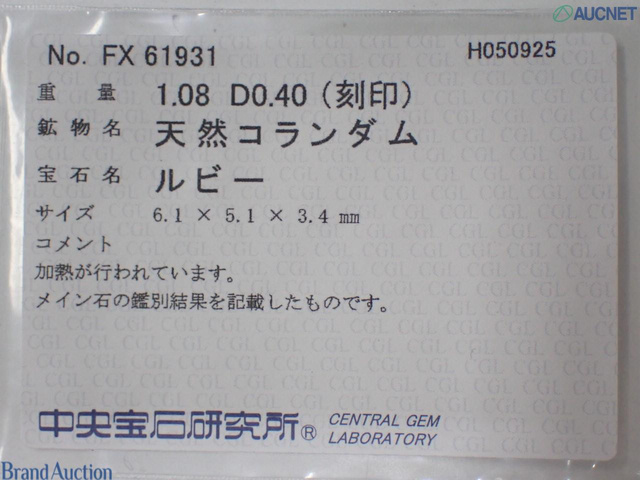 AUCNET
No. FX 61931 H050925
重量 1.08 D0.40（刻印）
鉱物名 天然コランダム
宝石名 ルビー
サイズ 6.1 × 5.1 × 3.4 mm
コメント
加熱が行われています。
メイン石の鑑別結果を記載したものです。
中央宝石研究所® CENTRAL GEM
LABORATORY
Brand Auction